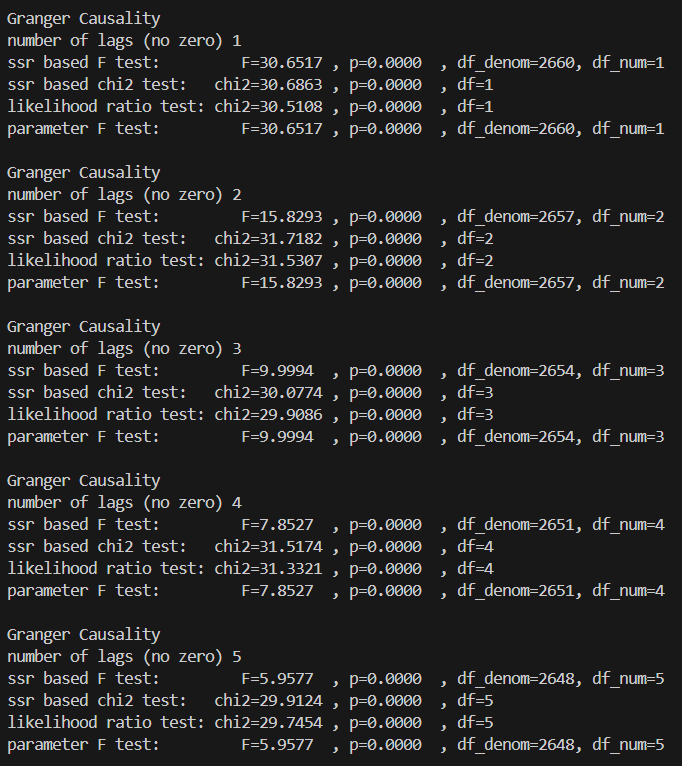 Granger Causality
number of lags (no zero) 1
ssr based F test:         F=30.6517 , p=0.0000  , df_denom=2660, df_num=1
ssr based chi2 test:   chi2=30.6863 , p=0.0000  , df=1
likelihood ratio test: chi2=30.5108 , p=0.0000  , df=1
parameter F test:         F=30.6517 , p=0.0000  , df_denom=2660, df_num=1

Granger Causality
number of lags (no zero) 2
ssr based F test:         F=15.8293 , p=0.0000  , df_denom=2657, df_num=2
ssr based chi2 test:   chi2=31.7182 , p=0.0000  , df=2
likelihood ratio test: chi2=31.5307 , p=0.0000  , df=2
parameter F test:         F=15.8293 , p=0.0000  , df_denom=2657, df_num=2

Granger Causality
number of lags (no zero) 3
ssr based F test:         F=9.9994  , p=0.0000  , df_denom=2654, df_num=3
ssr based chi2 test:   chi2=30.0774 , p=0.0000  , df=3
likelihood ratio test: chi2=29.9086 , p=0.0000  , df=3
parameter F test:         F=9.9994  , p=0.0000  , df_denom=2654, df_num=3

Granger Causality
number of lags (no zero) 4
ssr based F test:         F=7.8527  , p=0.0000  , df_denom=2651, df_num=4
ssr based chi2 test:   chi2=31.5174 , p=0.0000  , df=4
likelihood ratio test: chi2=31.3321 , p=0.0000  , df=4
parameter F test:         F=7.8527  , p=0.0000  , df_denom=2651, df_num=4

Granger Causality
number of lags (no zero) 5
ssr based F test:         F=5.9577  , p=0.0000  , df_denom=2648, df_num=5
ssr based chi2 test:   chi2=29.9124 , p=0.0000  , df=5
likelihood ratio test: chi2=29.7454 , p=0.0000  , df=5
parameter F test:         F=5.9577  , p=0.0000  , df_denom=2648, df_num=5